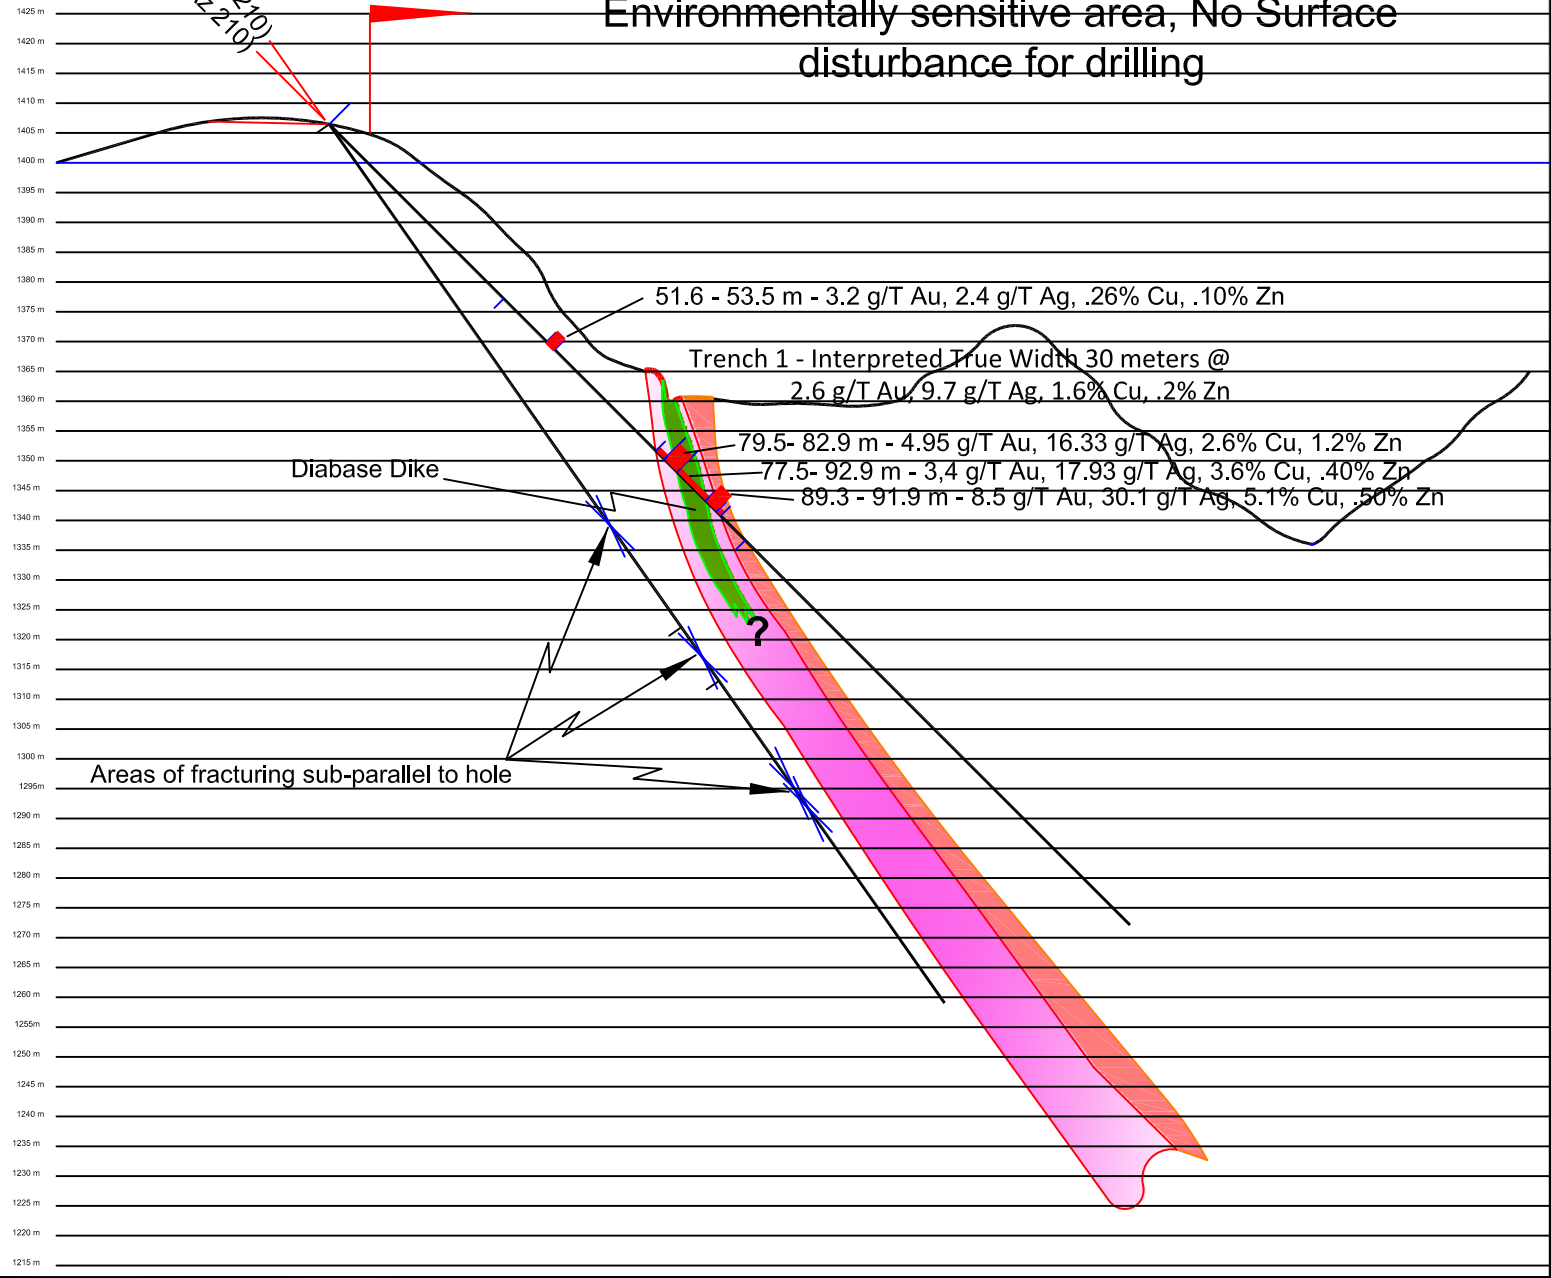 210)
Az 210)
Environmentally sensitive area, No Surface
disturbance for drilling
1425 m
1420 m
1415 m
1410 m
1405 m
1400 m
1395 m
1390 m
1385 m
1380 m
1375 m
1370 m
1365 m
1360 m
1355 m
1350 m
1345 m
1340 m
1335 m
1330 m
1325 m
1320 m
1315 m
1310 m
1305 m
1300 m
1295m
1290 m
1285 m
1280 m
1275 m
1270 m
1265 m
1260 m
1255m
1250 m
1245 m
1240 m
1235 m
1230 m
1225 m
1220 m
1215 m
51.6 - 53.5 m - 3.2 g/T Au, 2.4 g/T Ag, .26% Cu, .10% Zn
Trench 1 - Interpreted True Width 30 meters @
2.6 g/T Au, 9.7 g/T Ag, 1.6% Cu, .2% Zn
79.5- 82.9 m - 4.95 g/T Au, 16.33 g/T Ag, 2.6% Cu, 1.2% Zn
77.5- 92.9 m - 3,4 g/T Au, 17.93 g/T Ag, 3.6% Cu, .40% Zn
89.3 - 91.9 m - 8.5 g/T Au, 30.1 g/T Ag, 5.1% Cu, .50% Zn
Diabase Dike
?
Areas of fracturing sub-parallel to hole